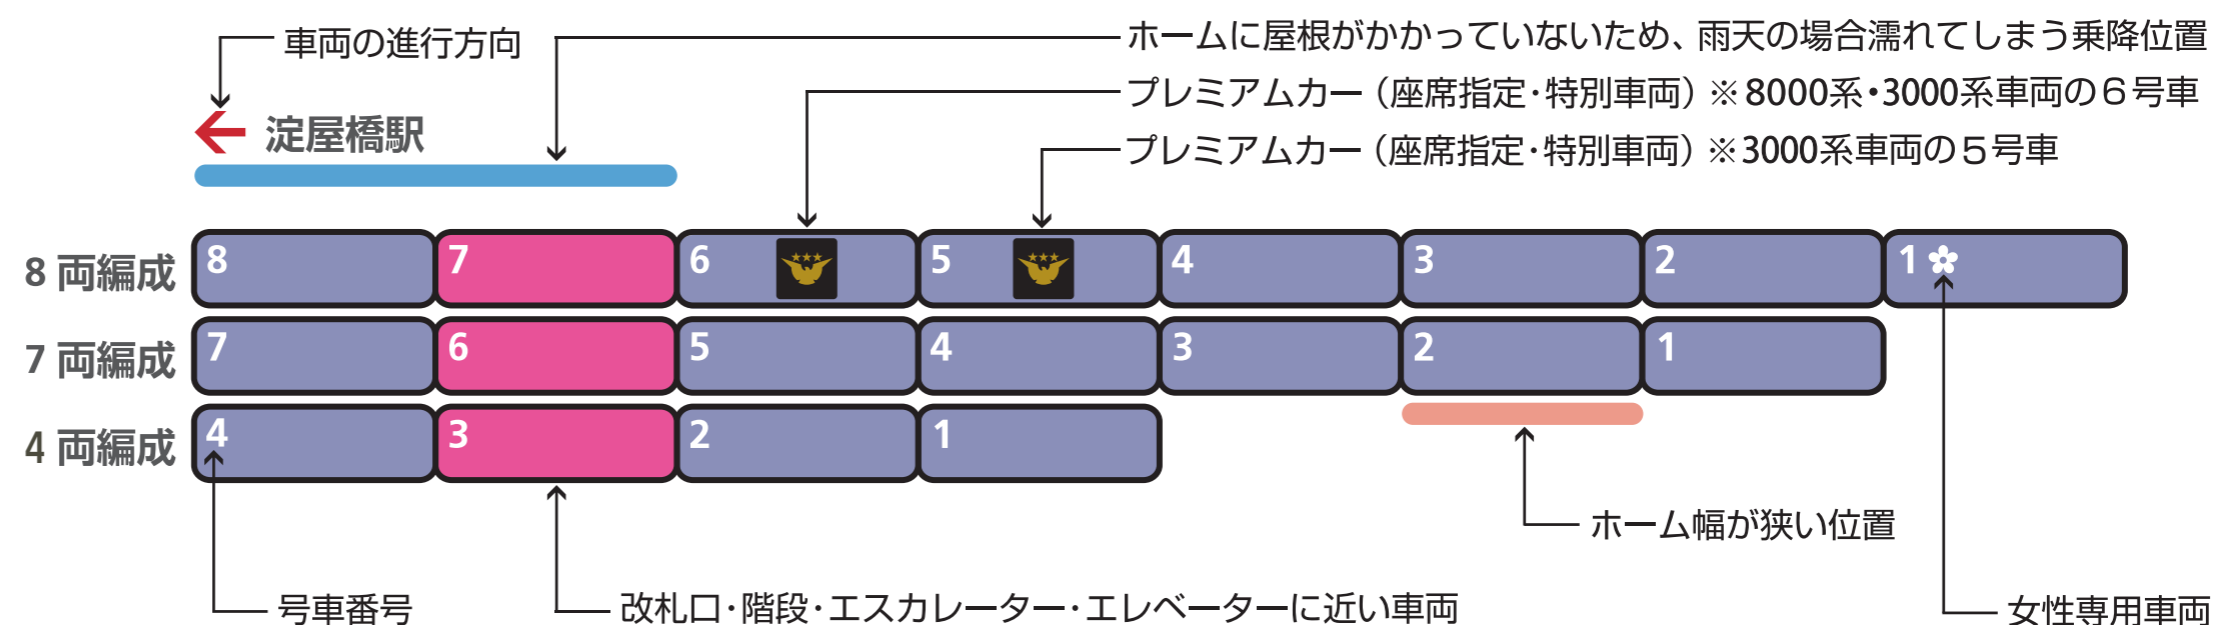 車両の進行方向
ホームに屋根がかかっていないため、雨天の場合濡れてしまう乗降位置
プレミアムカー（座席指定・特別車両）※8000系・3000系車両の６号車
淀屋橋駅
プレミアムカー（座席指定・特別車両）※3000系車両の５号車
8 両編成 8 7 6 5 4 3 2 1
7 両編成 7 6 5 4 3 2 1
4 両編成 4 3 2 1
ホーム幅が狭い位置
号車番号
改札口・階段・エスカレーター・エレベーターに近い車両
女性専用車両